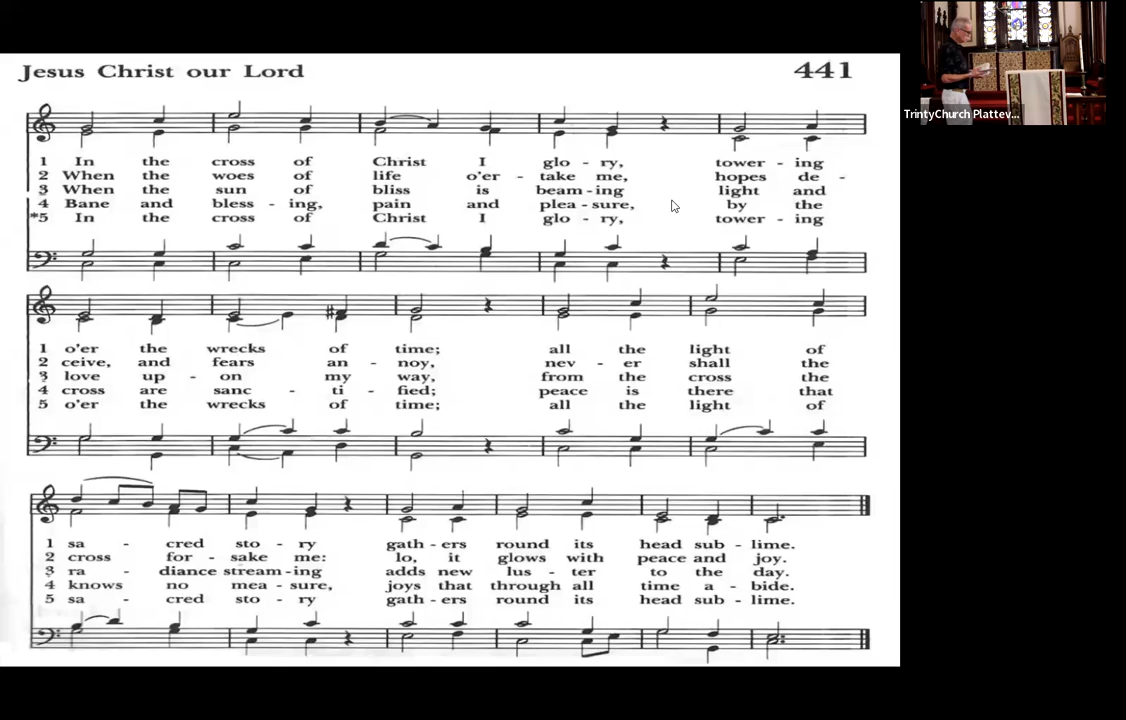 Jesus Christ our Lord 441
TrintyChurch Plattev...
1 In the cross of Christ I glo - ry, tower - ing
2 When the woes of life o'er - take me, hopes de -
3 When the sun of bliss is beam - ing light and
4 Bane and bless - ing, pain and plea - sure, by the
*5 In the cross of Christ I glo - ry, tower - ing
1 o'er the wrecks of time; all the light of
2 ceive, and fears an - noy, nev - er shall the
3 love up - on my way, from the cross the
4 cross are sanc - ti - fied; peace is there that
5 o'er the wrecks of time; all the light of
1 sa - cred sto - ry gath - ers round its head sub - lime.
2 cross for - sake me: lo, it glows with peace and joy.
3 ra - diance stream - ing adds new lus - ter to the day.
4 knows no mea - sure, joys that through all time a - bide.
5 sa - cred sto - ry gath - ers round its head sub - lime.